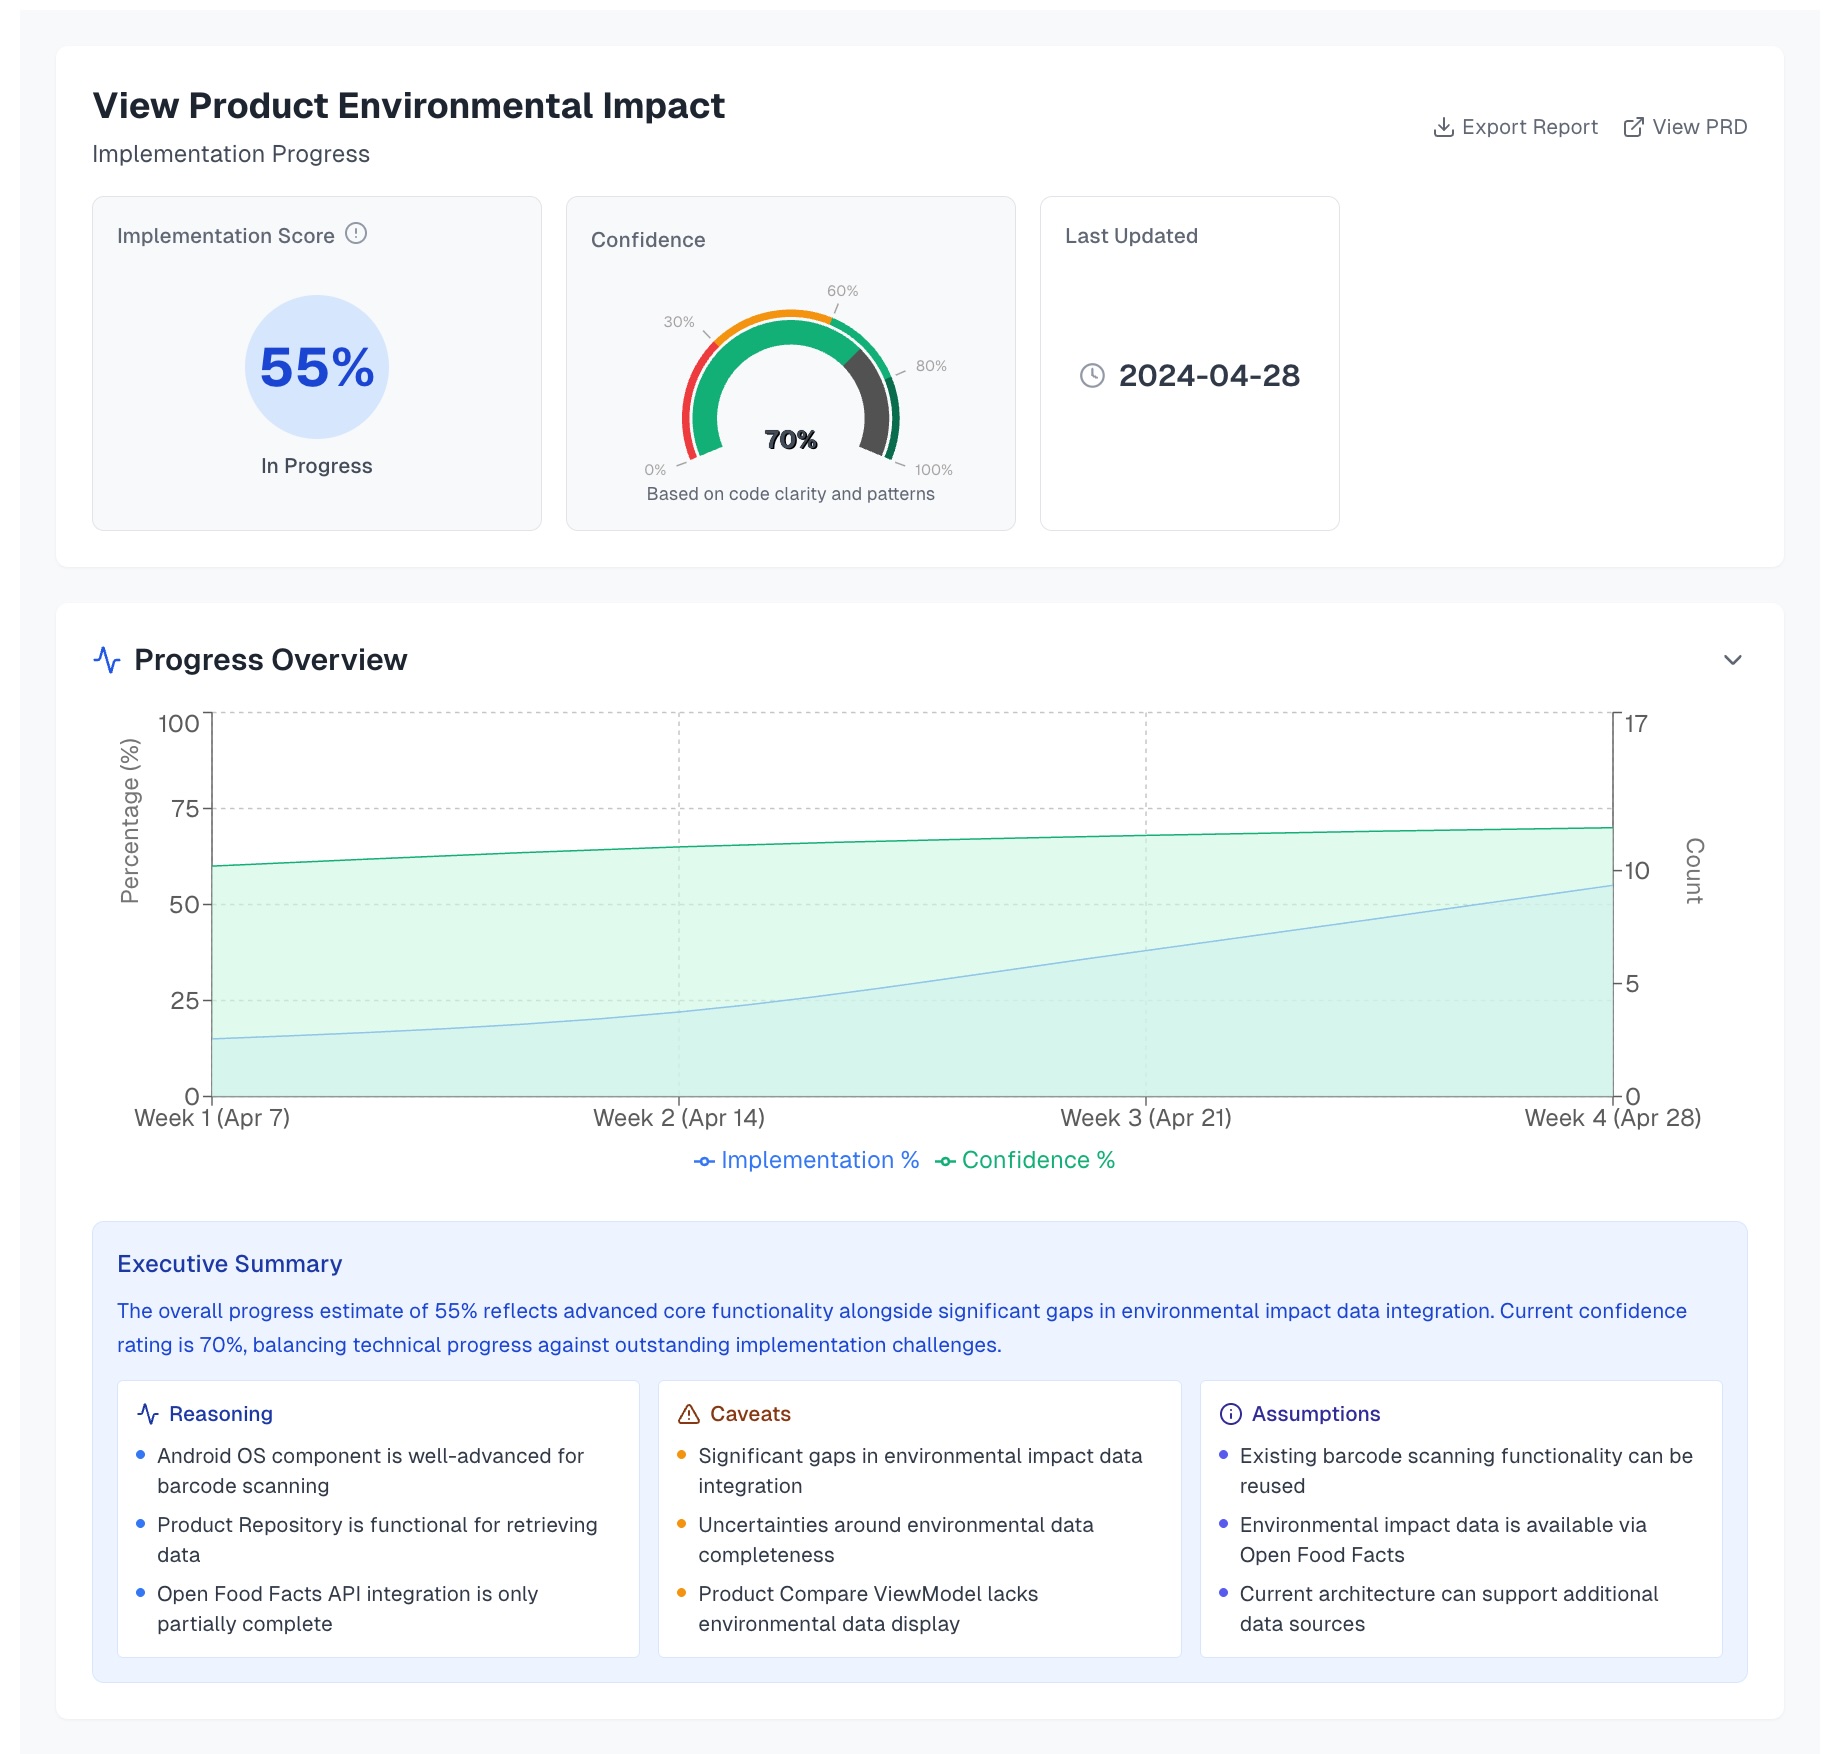 View Product Environmental Impact
Implementation Progress
Export Report
View PRD
Implementation Score
55%
In Progress
Confidence
0%
30%
60%
80%
100%
70%
Based on code clarity and patterns
Last Updated
2024-04-28
Progress Overview
Percentage (%)
100
75
50
25
0
17
10
5
0
Count
Week 1 (Apr 7)
Week 2 (Apr 14)
Week 3 (Apr 21)
Week 4 (Apr 28)
Implementation %
Confidence %
Executive Summary
The overall progress estimate of 55% reflects advanced core functionality alongside significant gaps in environmental impact data integration. Current confidence
rating is 70%, balancing technical progress against outstanding implementation challenges.
Reasoning
Android OS component is well-advanced for
barcode scanning
Product Repository is functional for retrieving
data
Open Food Facts API integration is only
partially complete
Caveats
Significant gaps in environmental impact data
integration
Uncertainties around environmental data
completeness
Product Compare ViewModel lacks
environmental data display
Assumptions
Existing barcode scanning functionality can be
reused
Environmental impact data is available via
Open Food Facts
Current architecture can support additional
data sources